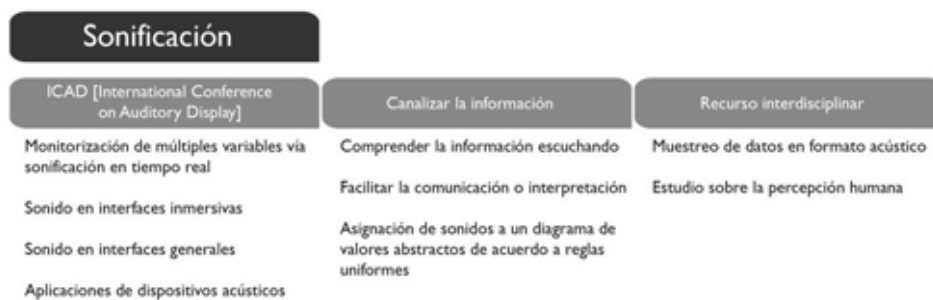 Sonificación
ICAD [International Conference
on Auditory Display]
Monitorización de múltiples variables vía
sonificación en tiempo real
Sonido en interfaces inmersivas
Sonido en interfaces generales
Aplicaciones de dispositivos acústicos
Canalizar la información
Comprender la información escuchando
Facilitar la comunicación o interpretación
Asignación de sonidos a un diagrama de
valores abstractos de acuerdo a reglas
uniformes
Recurso interdisciplinar
Muestreo de datos en formato acústico
Estudio sobre la percepción humana